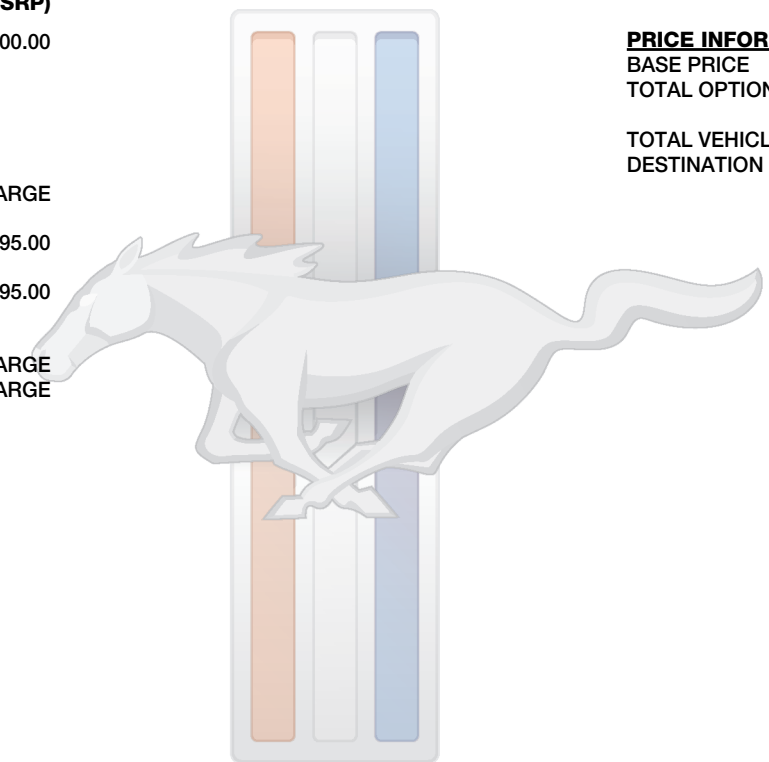 SRP)
00.00
ARGE
95.00
95.00
ARGE
ARGE
PRICE INFOR
BASE PRICE
TOTAL OPTION
TOTAL VEHICL
DESTINATION